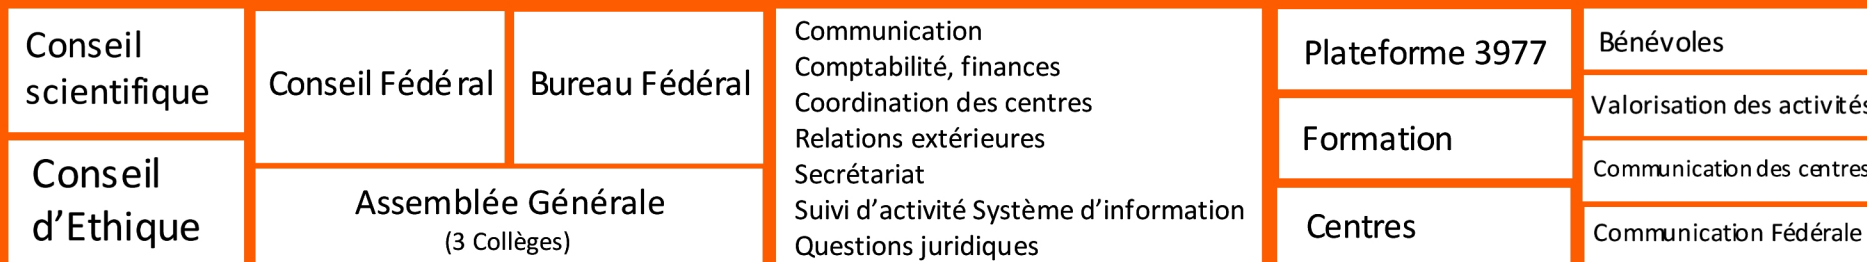 Conseil
scientifique
Conseil
d’Ethique
Conseil Fédéral
Bureau Fédéral
Assemblée Générale
(3 Collèges)
Communication
Comptabilité, finances
Coordination des centres
Relations extérieures
Secrétariat
Suivi d’activité Système d’information
Questions juridiques
Plateforme 3977
Formation
Centres
Bénévoles
Valorisation des activités
Communication des centres
Communication Fédérale